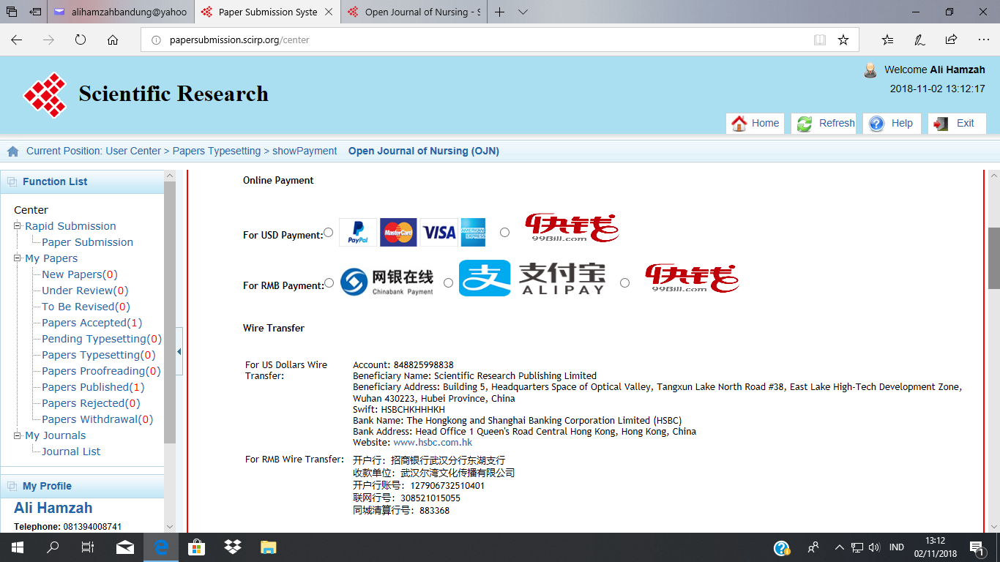 alihamzahbandung@yahoo
Paper Submission Syste
Open Journal of Nursing - S
papersubmission.scirp.org/center
Scientific Research
Welcome Ali Hamzah
2018-11-02 13:12:17
Home
Refresh
Help
Exit
Current Position: User Center > Papers Typesetting > showPayment Open Journal of Nursing (OJN)
Function List
Center
Rapid Submission
Paper Submission
My Papers
New Papers(0)
Under Review(0)
To Be Revised(0)
Papers Accepted(1)
Pending Typesetting(0)
Papers Typesetting(0)
Papers Proofreading(0)
Papers Published(1)
Papers Rejected(0)
Papers Withdrawal(0)
My Journals
Journal List
My Profile
Ali Hamzah
Telephone: 081394008741
Online Payment
For USD Payment:
PayPal
MasterCard
VISA
AMERICAN EXPRESS
快钱
99Bill.com
For RMB Payment:
网银在线
Chinabank Payment
支付宝
ALIPAY
快钱
99Bill.com
Wire Transfer
For US Dollars Wire
Transfer:
Account: 848825998838
Beneficiary Name: Scientific Research Publishing Limited
Beneficiary Address: Building 5, Headquarters Space of Optical Valley, Tangxun Lake North Road #38, East Lake High-Tech Development Zone,
Wuhan 430223, Hubei Province, China
Swift: HSBCHKHHHKH
Bank Name: The Hongkong and Shanghai Banking Corporation Limited (HSBC)
Bank Address: Head Office 1 Queen's Road Central Hong Kong, Hong Kong, China
Website: www.hsbc.com.hk
For RMB Wire Transfer:
开户行：招商银行武汉分行东湖支行
收款单位：武汉尔湾文化传播有限公司
开户行账号：127906732510401
联网行号：308521015055
同城清算行号：883368
IND
13:12
02/11/2018
1